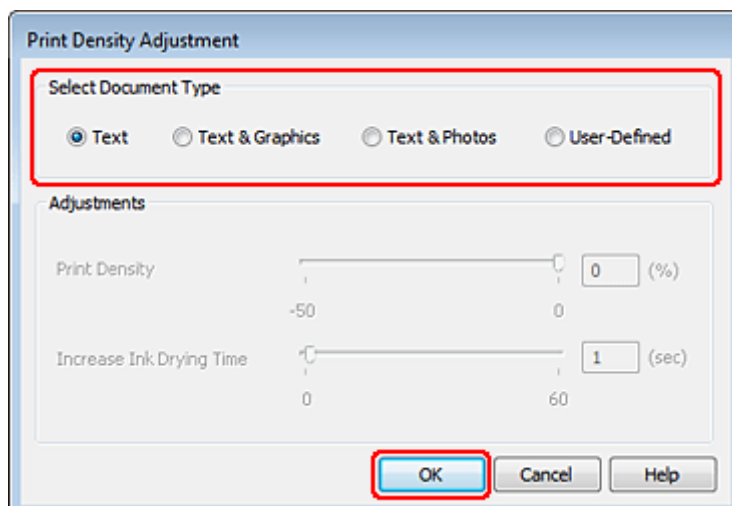 Print Density Adjustment
Select Document Type
Text Text & Graphics Text & Photos User-Defined
Adjustments
Print Density 0 (%)
-50 0
Increase Ink Drying Time 1 (sec)
0 60
OK Cancel Help